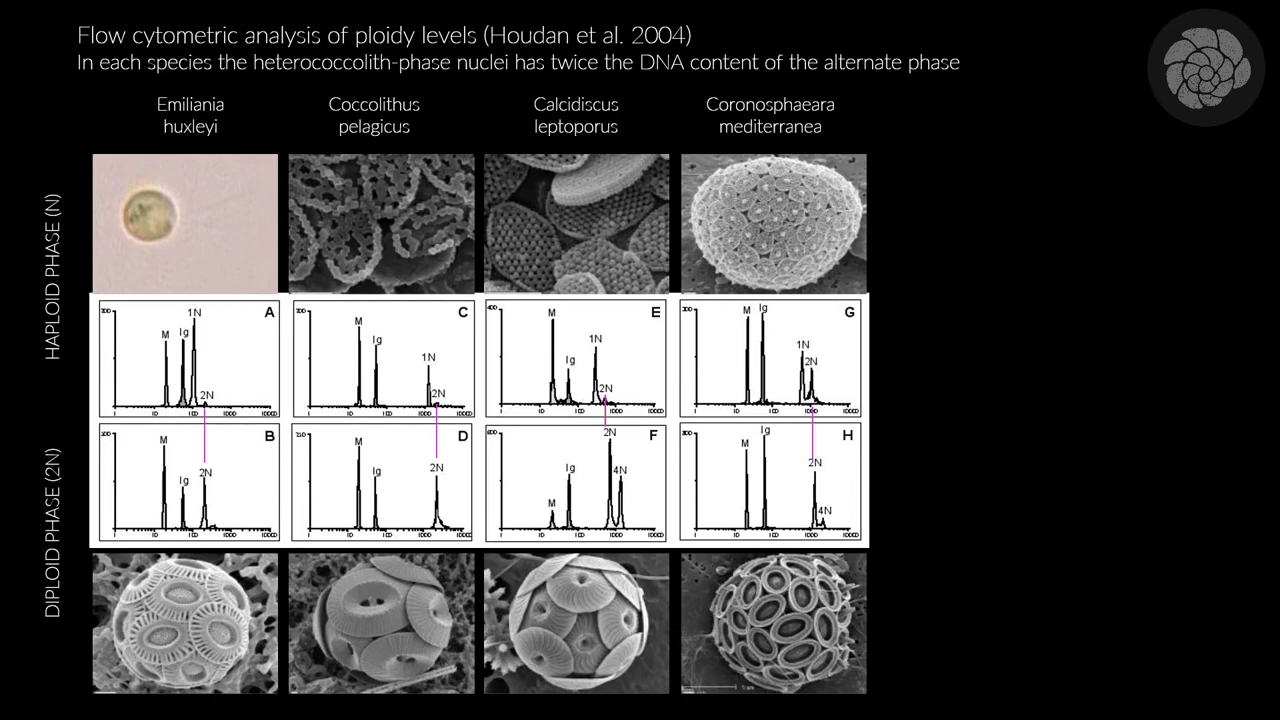 Flow cytometric analysis of ploidy levels (Houdan et al. 2004)
In each species the heterococcolith-phase nuclei has twice the DNA content of the alternate phase
Emiliania
huxleyi
Coccolithus
pelagicus
Calcidiscus
leptoporus
Coronosphaeara
mediterranea
HAPLOID PHASE (N)
A
M
Ig
1N
2N
C
M
Ig
1N
2N
E
M
Ig
1N
2N
G
M
Ig
1N
2N
DIPLOID PHASE (2N)
B
M
Ig
2N
D
M
Ig
2N
F
M
Ig
2N
4N
H
M
Ig
2N
4N